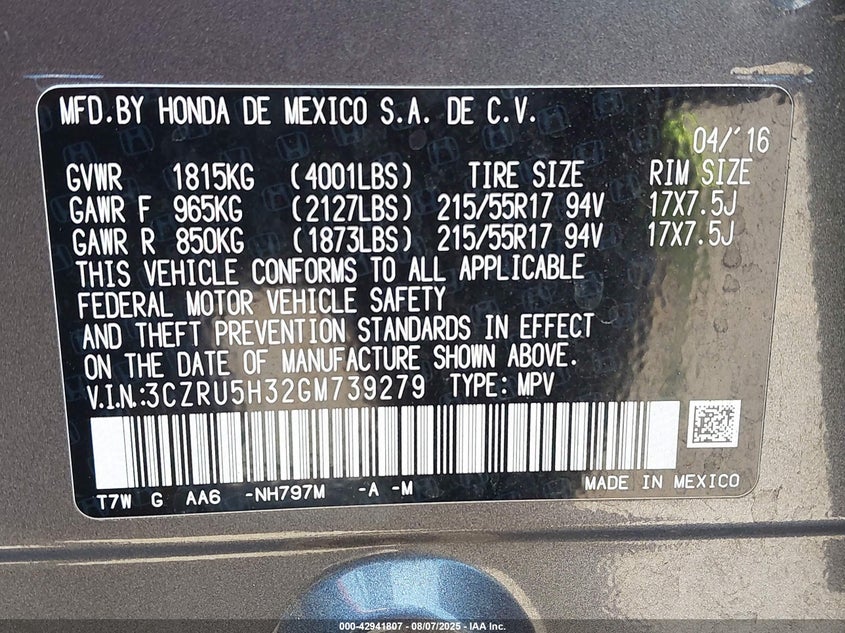 MFD.BY HONDA DE MEXICO S.A. DE C.V.
04/'16
GVWR 1815KG (4001LBS) TIRE SIZE RIM SIZE
GAWR F 965KG (2127LBS) 215/55R17 94V 17X7.5J
GAWR R 850KG (1873LBS) 215/55R17 94V 17X7.5J
THIS VEHICLE CONFORMS TO ALL APPLICABLE
FEDERAL MOTOR VEHICLE SAFETY
AND THEFT PREVENTION STANDARDS IN EFFECT
ON THE DATE OF MANUFACTURE SHOWN ABOVE.
V.I.N.:3CZRU5H32GM739279 TYPE: MPV
T7W G AA6 -NH797M -A -M MADE IN MEXICO
000-42941807 - 08/07/2025 - IAA Inc.